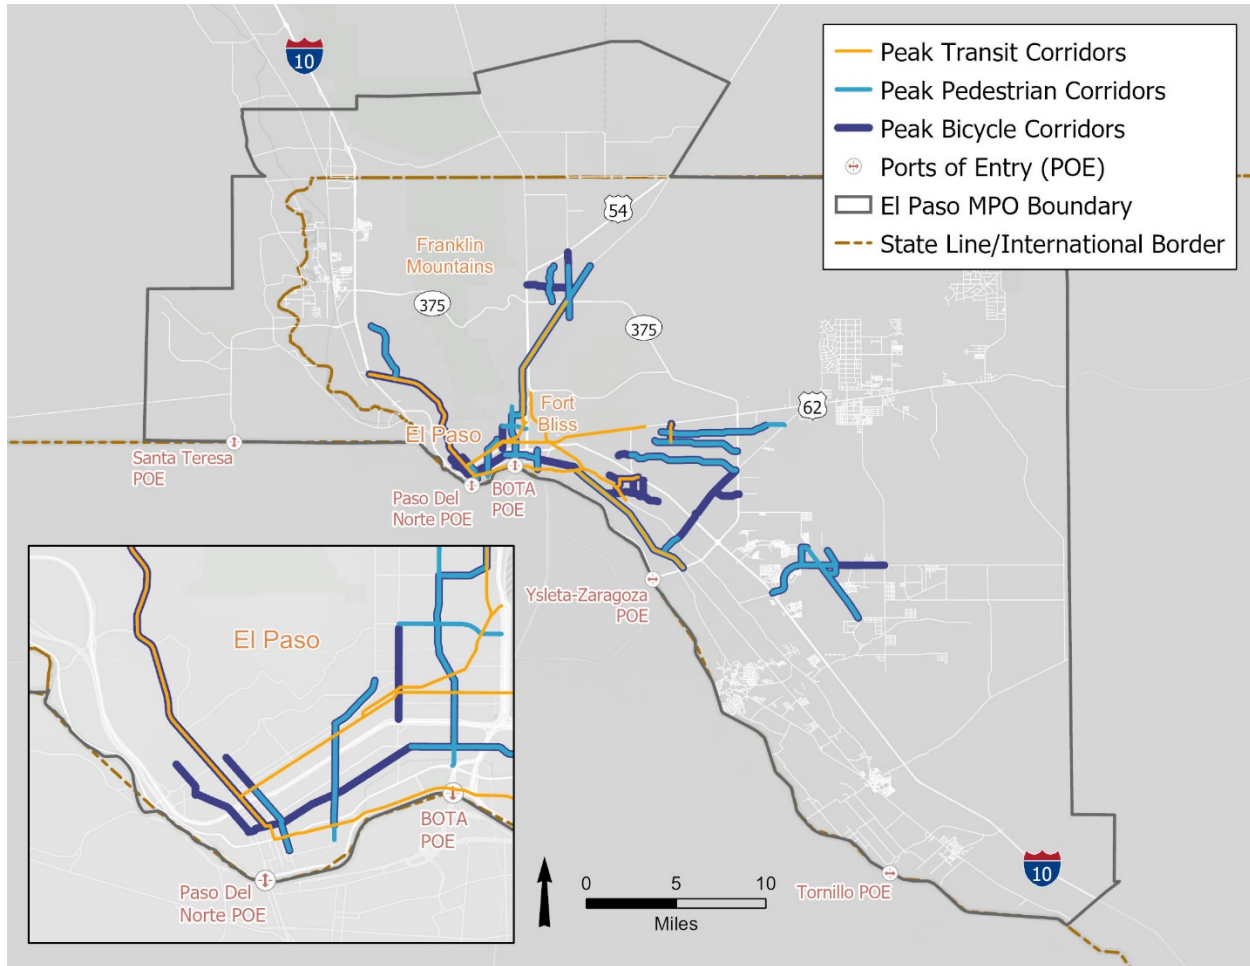 10
Peak Transit Corridors
Peak Pedestrian Corridors
Peak Bicycle Corridors
Ports of Entry (POE)
El Paso MPO Boundary
State Line/International Border
54
Franklin
Mountains
375
375
62
Fort
Bliss
El Paso
Santa Teresa
POE
Paso Del
Norte POE
BOTA
POE
Ysleta-Zaragoza
POE
El Paso
BOTA
POE
Paso Del
Norte POE
0 5 10
Miles
Tornillo POE
10